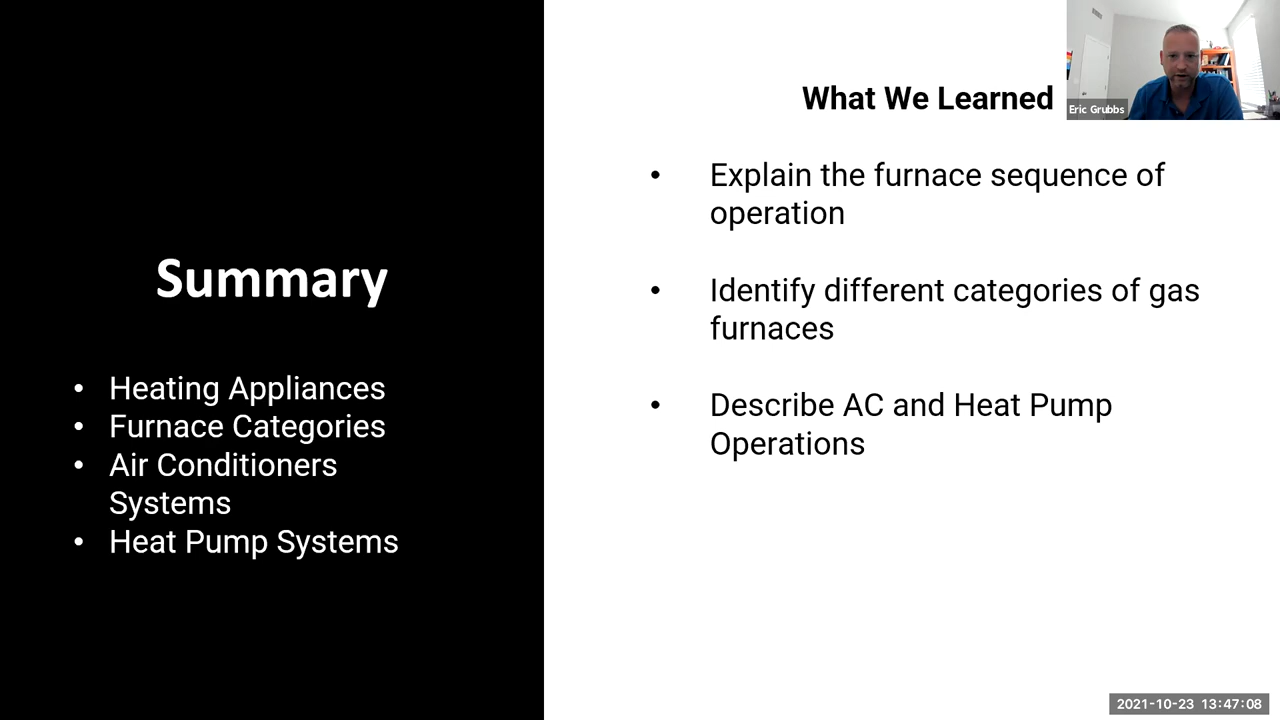 Summary
• Heating Appliances
• Furnace Categories
• Air Conditioners
Systems
• Heat Pump Systems
What We Learned
• Explain the furnace sequence of
operation
• Identify different categories of gas
furnaces
• Describe AC and Heat Pump
Operations
Eric Grubbs
2021-10-23 13:47:08